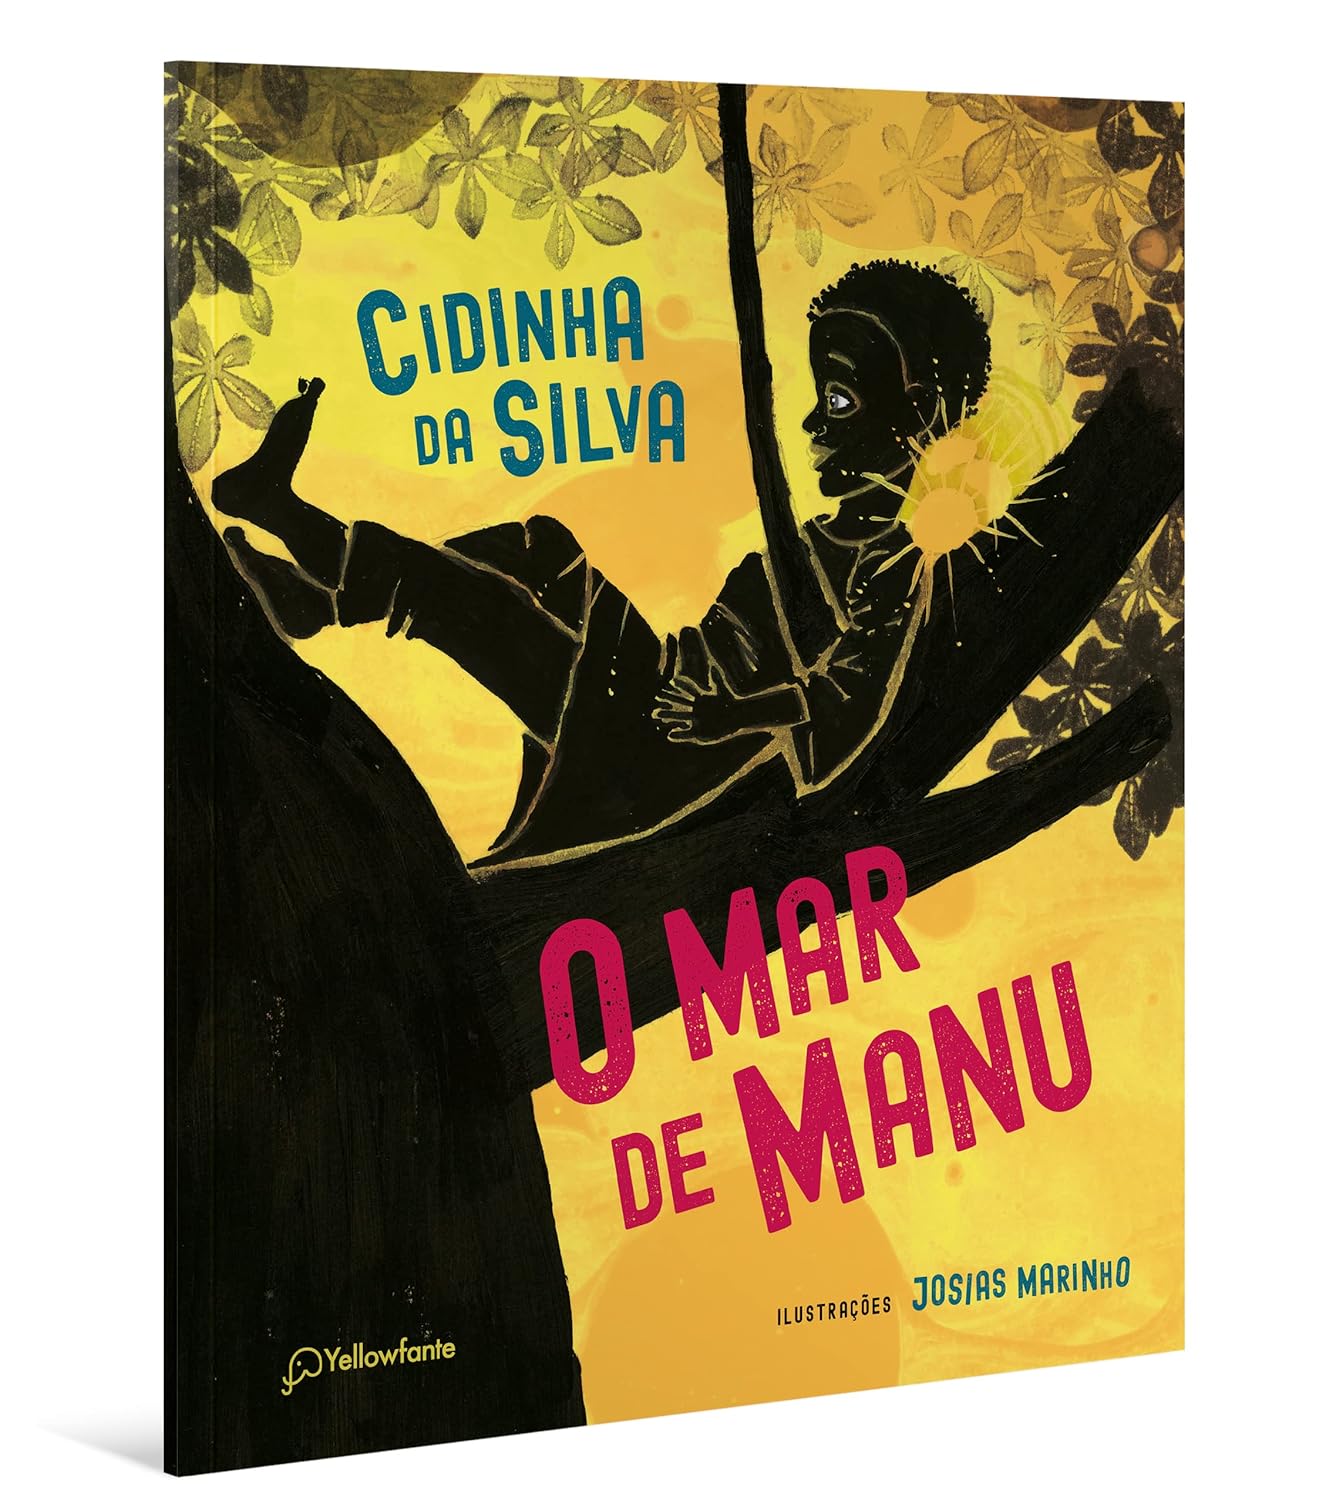 CIDINHA
DA SILVA
O MAR
DE MANU
ILUSTRAÇÕES JOSIAS MARINHO
Yellowfante